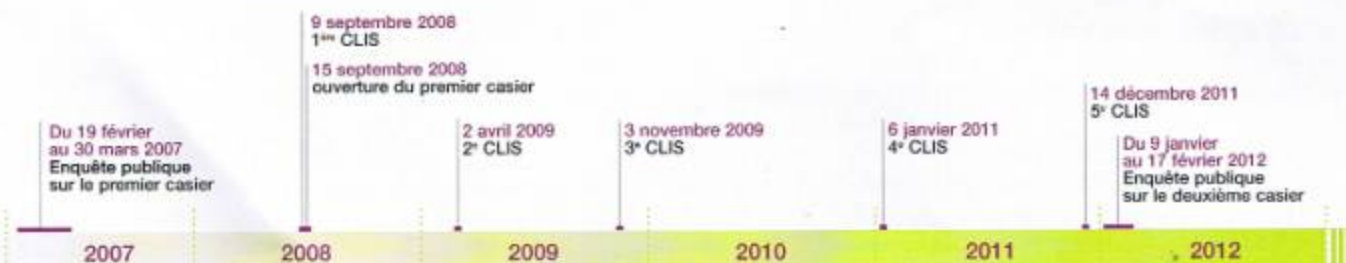 9 septembre 2008
1ère CLIS
15 septembre 2008
ouverture du premier casier
14 décembre 2011
5e CLIS
Du 19 février
au 30 mars 2007
Enquête publique
sur le premier casier
2 avril 2009
2e CLIS
3 novembre 2009
3e CLIS
6 janvier 2011
4e CLIS
Du 9 janvier
au 17 février 2012
Enquête publique
sur le deuxième casier
2007 2008 2009 2010 2011 2012